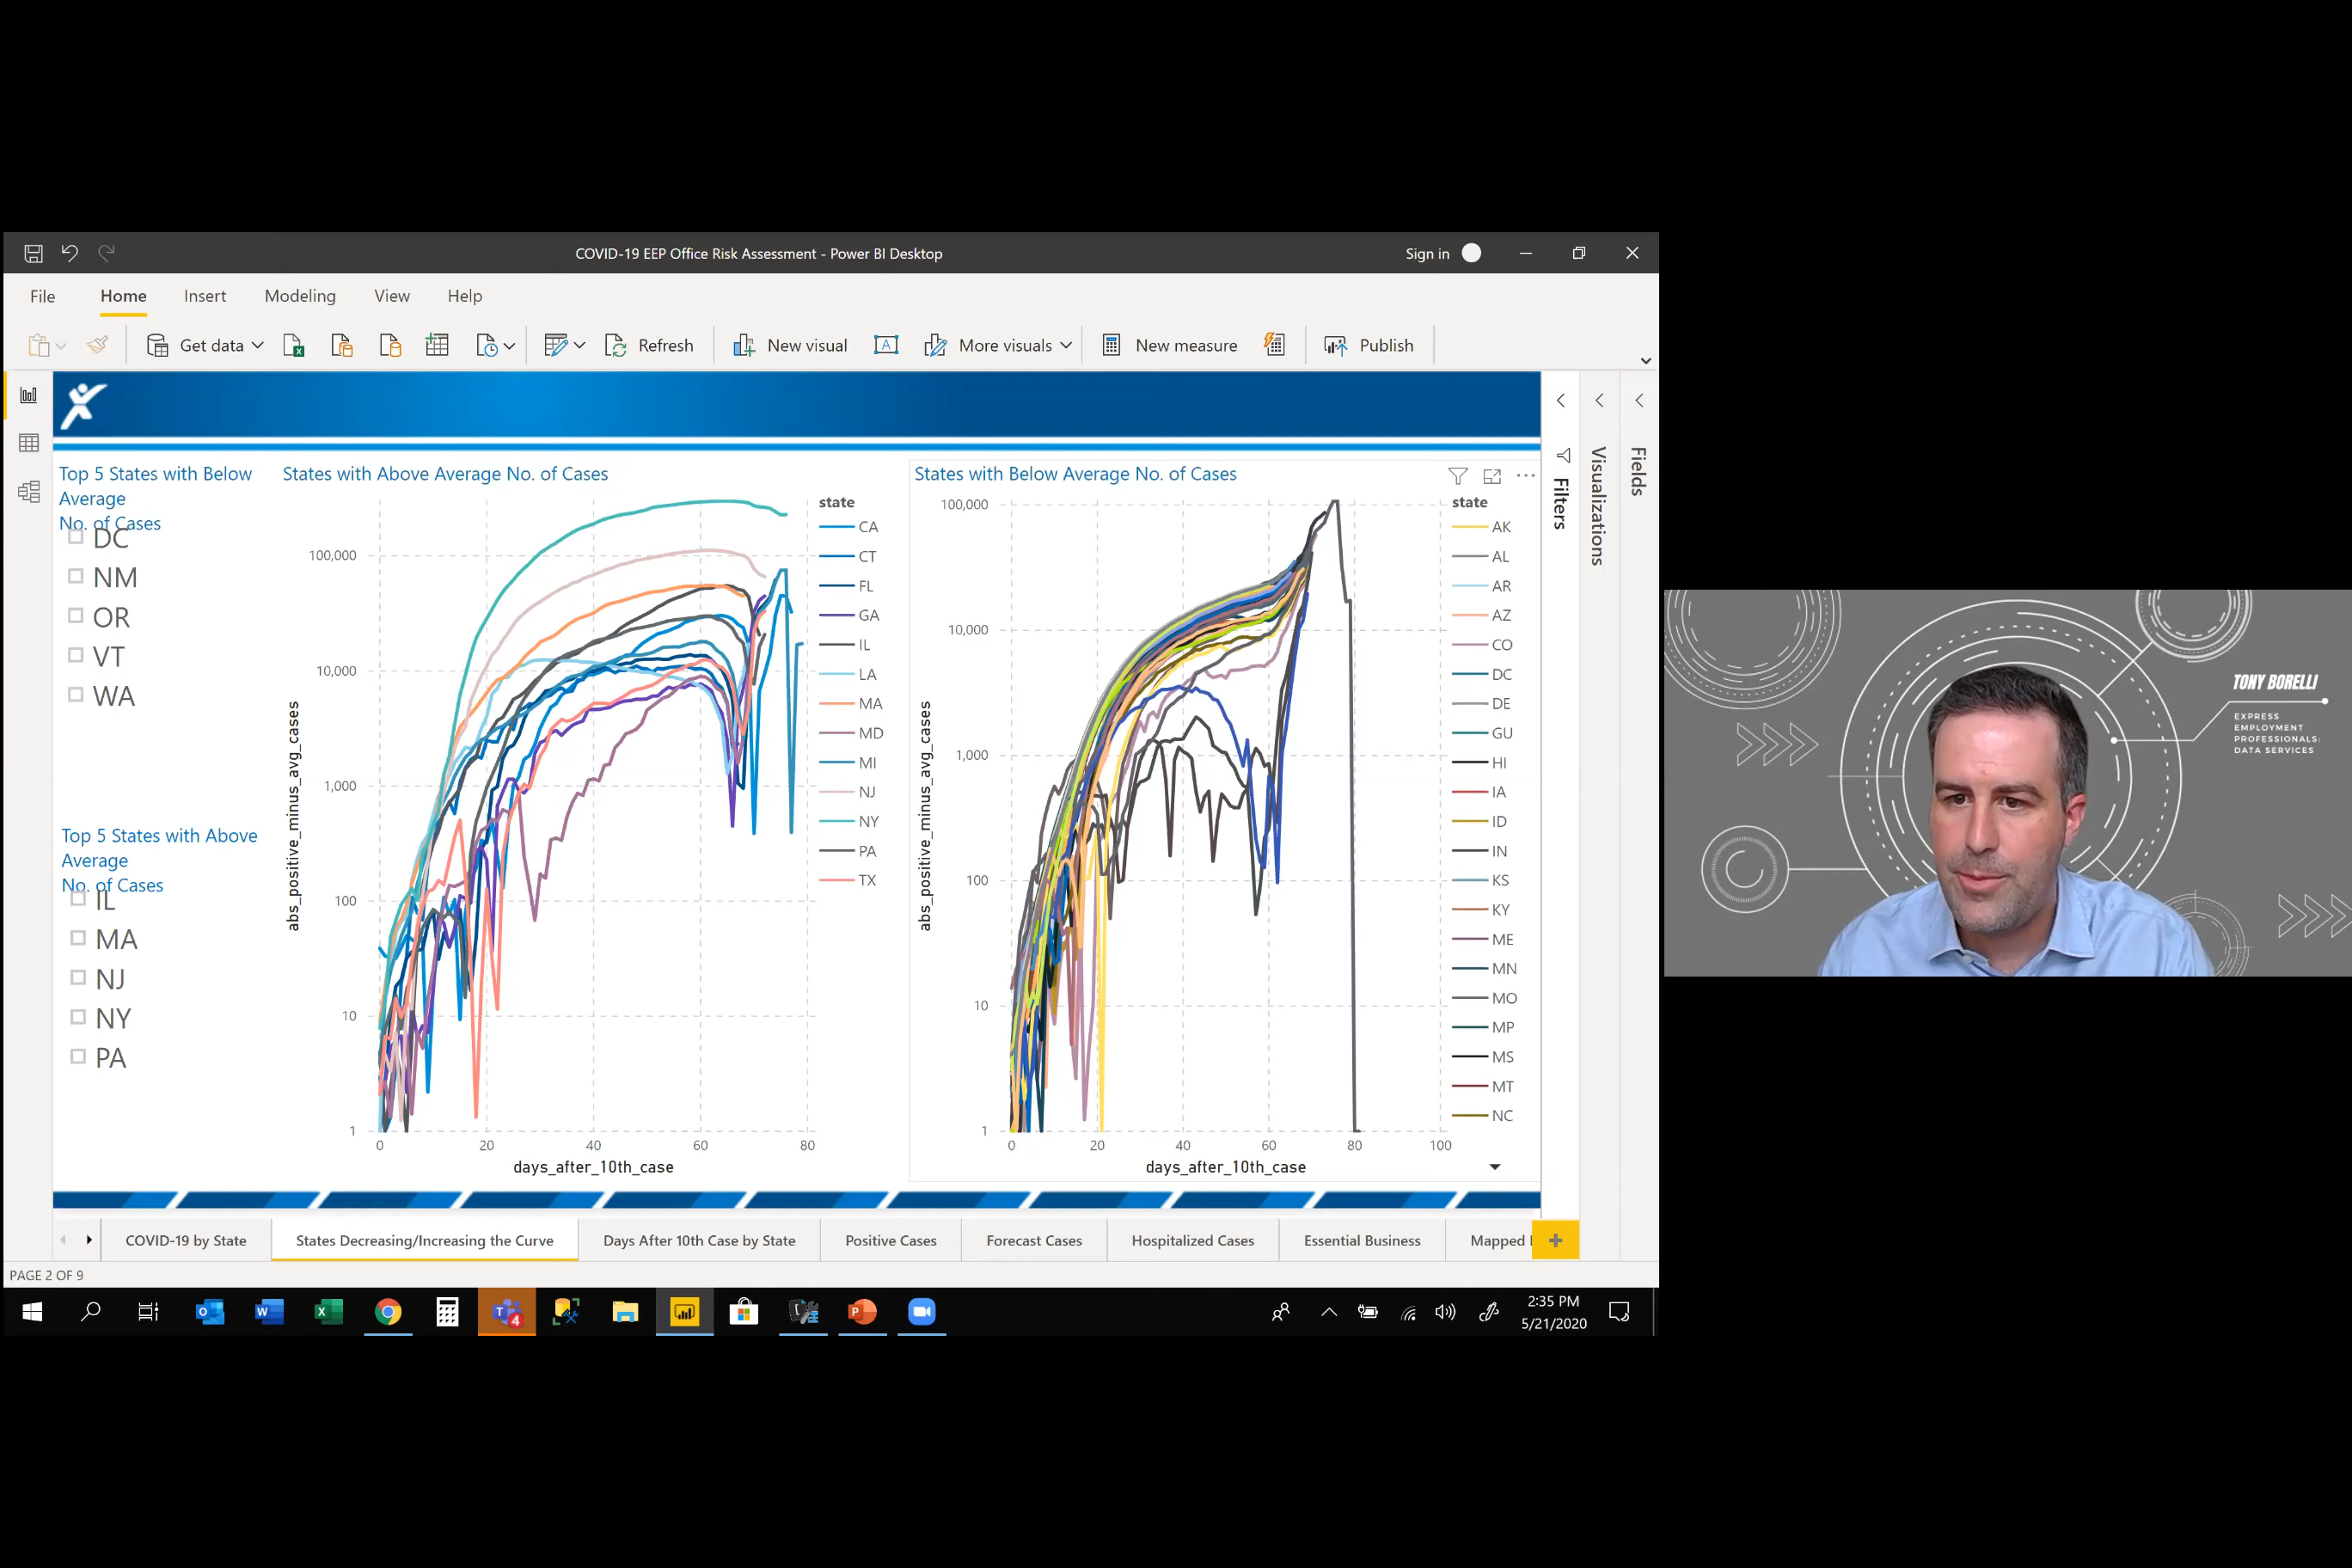 COVID-19 EEP Office Risk Assessment - Power BI Desktop
Sign in
File Home Insert Modeling View Help
Get data Refresh New visual More visuals New measure Publish
Top 5 States with Below
Average
No. of Cases
DC
NM
OR
VT
WA
Top 5 States with Above
Average
No. of Cases
IL
MA
NJ
NY
PA
States with Above Average No. of Cases
abs_positive_minus_avg_cases
100,000
10,000
1,000
100
10
1
0 20 40 60 80
days_after_10th_case
state
CA
CT
FL
GA
IL
LA
MA
MD
MI
NJ
NY
PA
TX
States with Below Average No. of Cases
abs_positive_minus_avg_cases
100,000
10,000
1,000
100
10
1
0 20 40 60 80 100
days_after_10th_case
state
AK
AL
AR
AZ
CO
DC
DE
GU
HI
IA
ID
IN
KS
KY
ME
MN
MO
MP
MS
MT
NC
Filters
Visualizations
Fields
COVID-19 by State States Decreasing/Increasing the Curve Days After 10th Case by State Positive Cases Forecast Cases Hospitalized Cases Essential Business Mapped
PAGE 2 OF 9
4
2:35 PM
5/21/2020
TONY BORELLI
EXPRESS
EMPLOYMENT
PROFESSIONALS:
DATA SERVICES